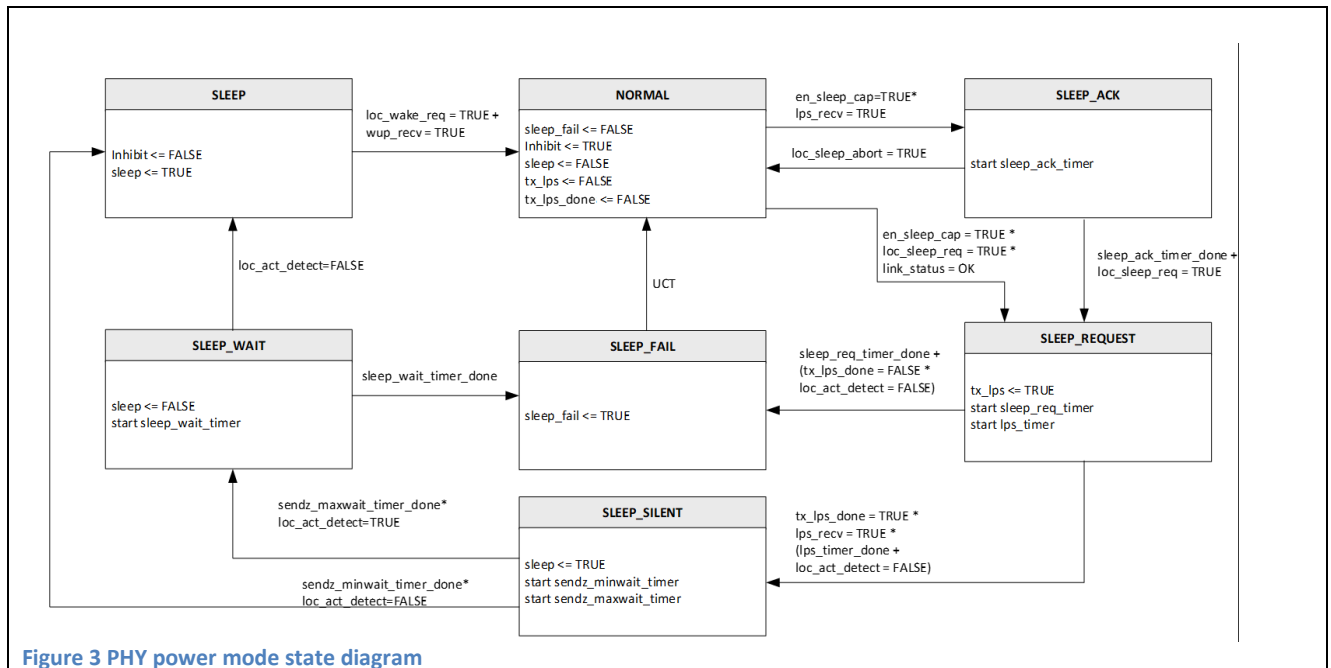 SLEEP
Inhibit <= FALSE
sleep <= TRUE
loc_wake_req = TRUE +
wup_recv = TRUE
NORMAL
sleep_fail <= FALSE
Inhibit <= TRUE
sleep <= FALSE
tx_lps <= FALSE
tx_lps_done <= FALSE
en_sleep_cap=TRUE*
lps_recv = TRUE
loc_sleep_abort = TRUE
SLEEP_ACK
start sleep_ack_timer
loc_act_detect=FALSE
UCT
en_sleep_cap = TRUE *
loc_sleep_req = TRUE *
link_status = OK
sleep_ack_timer_done +
loc_sleep_req = TRUE
SLEEP_WAIT
sleep <= FALSE
start sleep_wait_timer
sleep_wait_timer_done
SLEEP_FAIL
sleep_fail <= TRUE
sleep_req_timer_done +
(tx_lps_done = FALSE *
loc_act_detect = FALSE)
SLEEP_REQUEST
tx_lps <= TRUE
start sleep_req_timer
start lps_timer
sendz_maxwait_timer_done*
loc_act_detect=TRUE
sendz_minwait_timer_done*
loc_act_detect=FALSE
SLEEP_SILENT
sleep <= TRUE
start sendz_minwait_timer
start sendz_maxwait_timer
tx_lps_done = TRUE *
lps_recv = TRUE *
(lps_timer_done +
loc_act_detect = FALSE)
Figure 3 PHY power mode state diagram